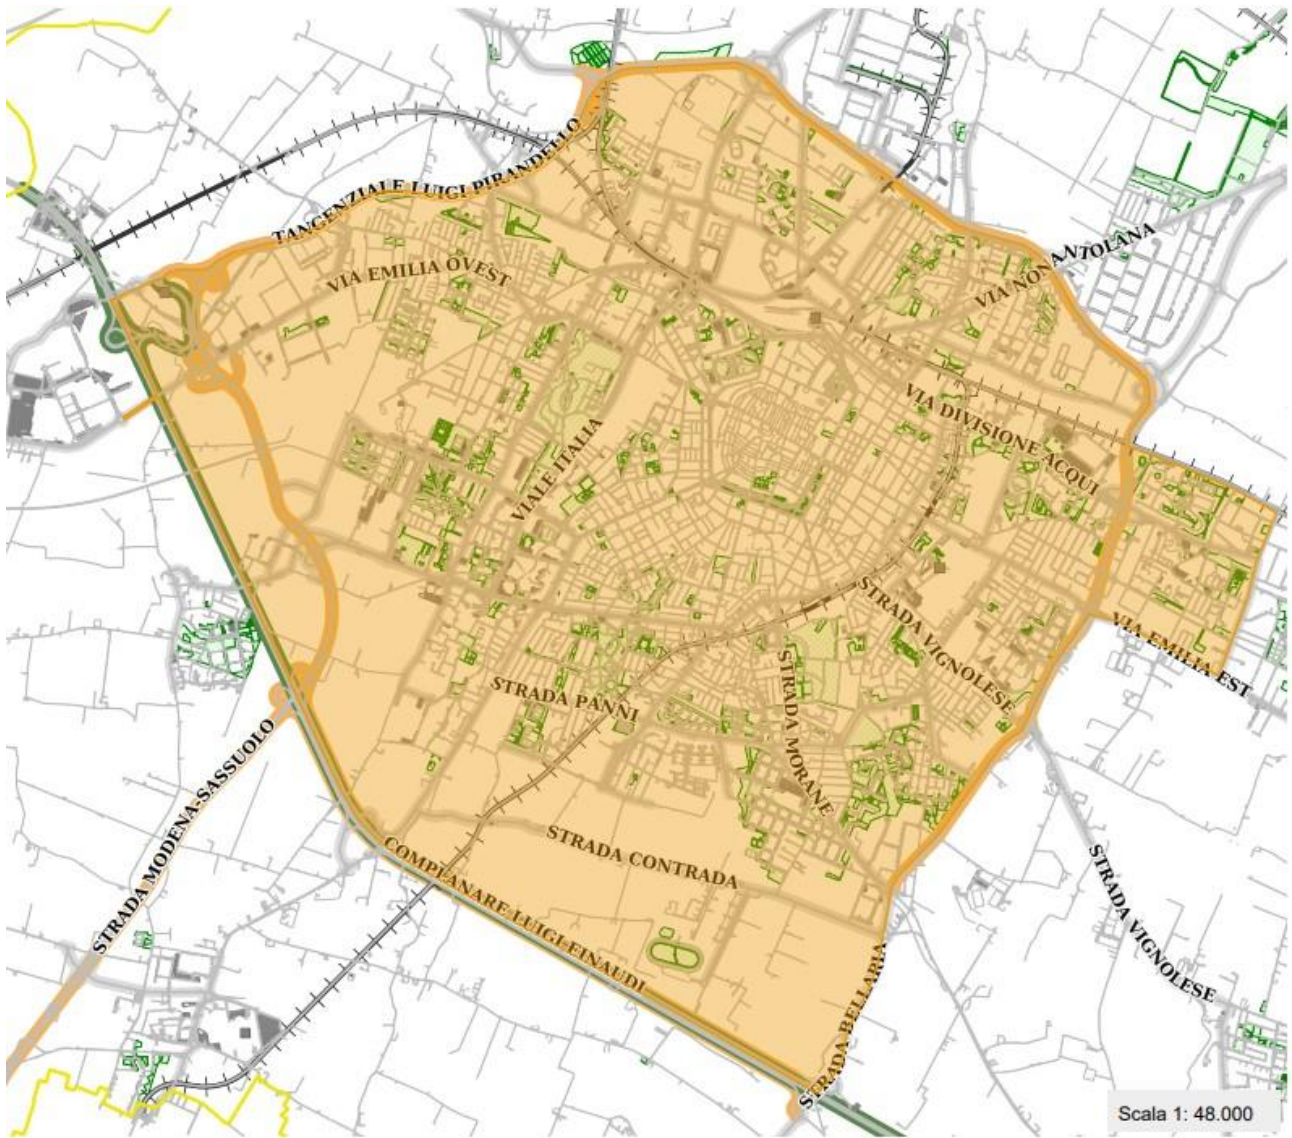 TANGENZIALE LUIGI PIRANDELLO
VIA EMILIA OVEST
VIA NONANTOLANA
VIA DIVISIONE ACQUI
VIALE ITALIA
STRADA VIGNOLESE
VIA EMILIA EST
STRADA PANNI
STRADA MORANE
STRADA MODENA-SASSUOLO
STRADA CONTRADA
COMPLANARE LUIGI EINAUDI
STRADA VIGNOLESE
STRADA BELLARIA
Scala 1: 48.000